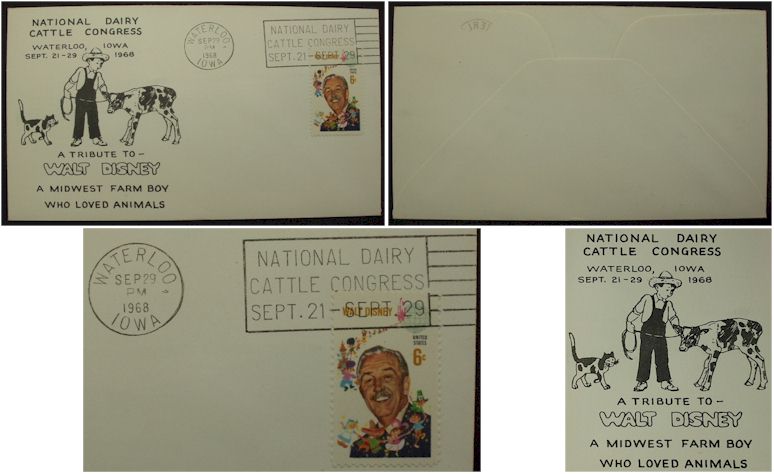 NATIONAL DAIRY
CATTLE CONGRESS
WATERLOO, IOWA
SEPT. 21-29 1968
A TRIBUTE TO-
WALT DISNEY
A MIDWEST FARM BOY
WHO LOVED ANIMALS
WATERLOO,
SEP 29
PM
1968
IOWA
NATIONAL DAIRY
CATTLE CONGRESS
SEPT. 21-SEPT. 29
6c
WATERLOO,
SEP 29
PM
1968
IOWA
NATIONAL DAIRY
CATTLE CONGRESS
SEPT. 21-SEPT. 29
WALT DISNEY
UNITED
STATES
6c
NATIONAL DAIRY
CATTLE CONGRESS
WATERLOO, IOWA
SEPT. 21-29 1968
A TRIBUTE TO-
WALT DISNEY
A MIDWEST FARM BOY
WHO LOVED ANIMALS